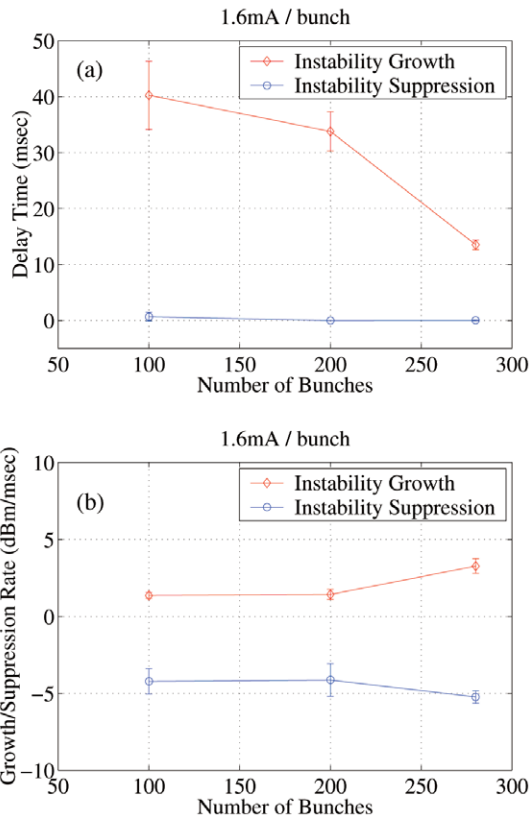 1.6mA / bunch
50
40
30
20
10
0
Delay Time (msec)
(a)
Instability Growth
Instability Suppression
50 100 150 200 250 300
Number of Bunches
1.6mA / bunch
10
5
0
−5
−10
Growth/Suppression Rate (dBm/msec)
(b)
Instability Growth
Instability Suppression
50 100 150 200 250 300
Number of Bunches